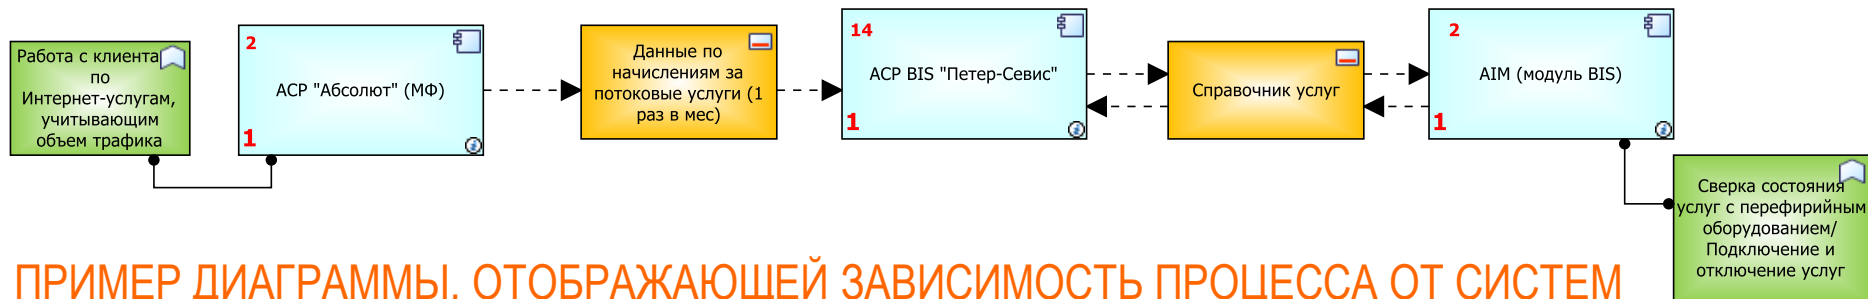 Работа с клиента
по
Интернет-услугам,
учитывающим
объем трафика
2
АСР "Абсолют" (МФ)
1
Данные по
начислениям за
потоковые услуги (1
раз в мес)
14
АСР BIS "Петер-Севис"
1
Справочник услуг
2
AIM (модуль BIS)
1
Сверка состояния
услуг с перефирийным
оборудованием/
Подключение и
отключение услуг
ПРИМЕР ДИАГРАММЫ, ОТОБРАЖАЮЩЕЙ ЗАВИСИМОСТЬ ПРОЦЕССА ОТ СИСТЕМ